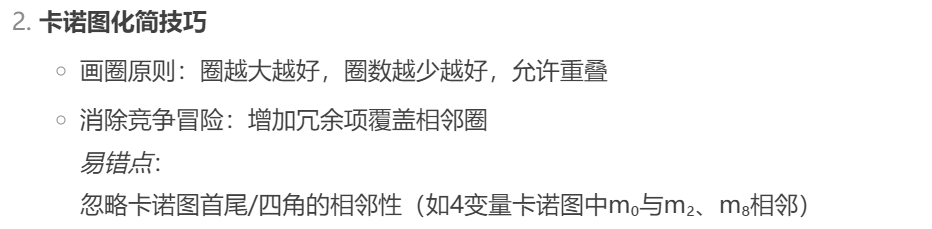 2. 卡诺图化简技巧
○ 画圈原则：圈越大越好，圈数越少越好，允许重叠
○ 消除竞争冒险：增加冗余项覆盖相邻圈
易错点：
忽略卡诺图首尾/四角的相邻性（如4变量卡诺图中m₀与m₂、m₈相邻）